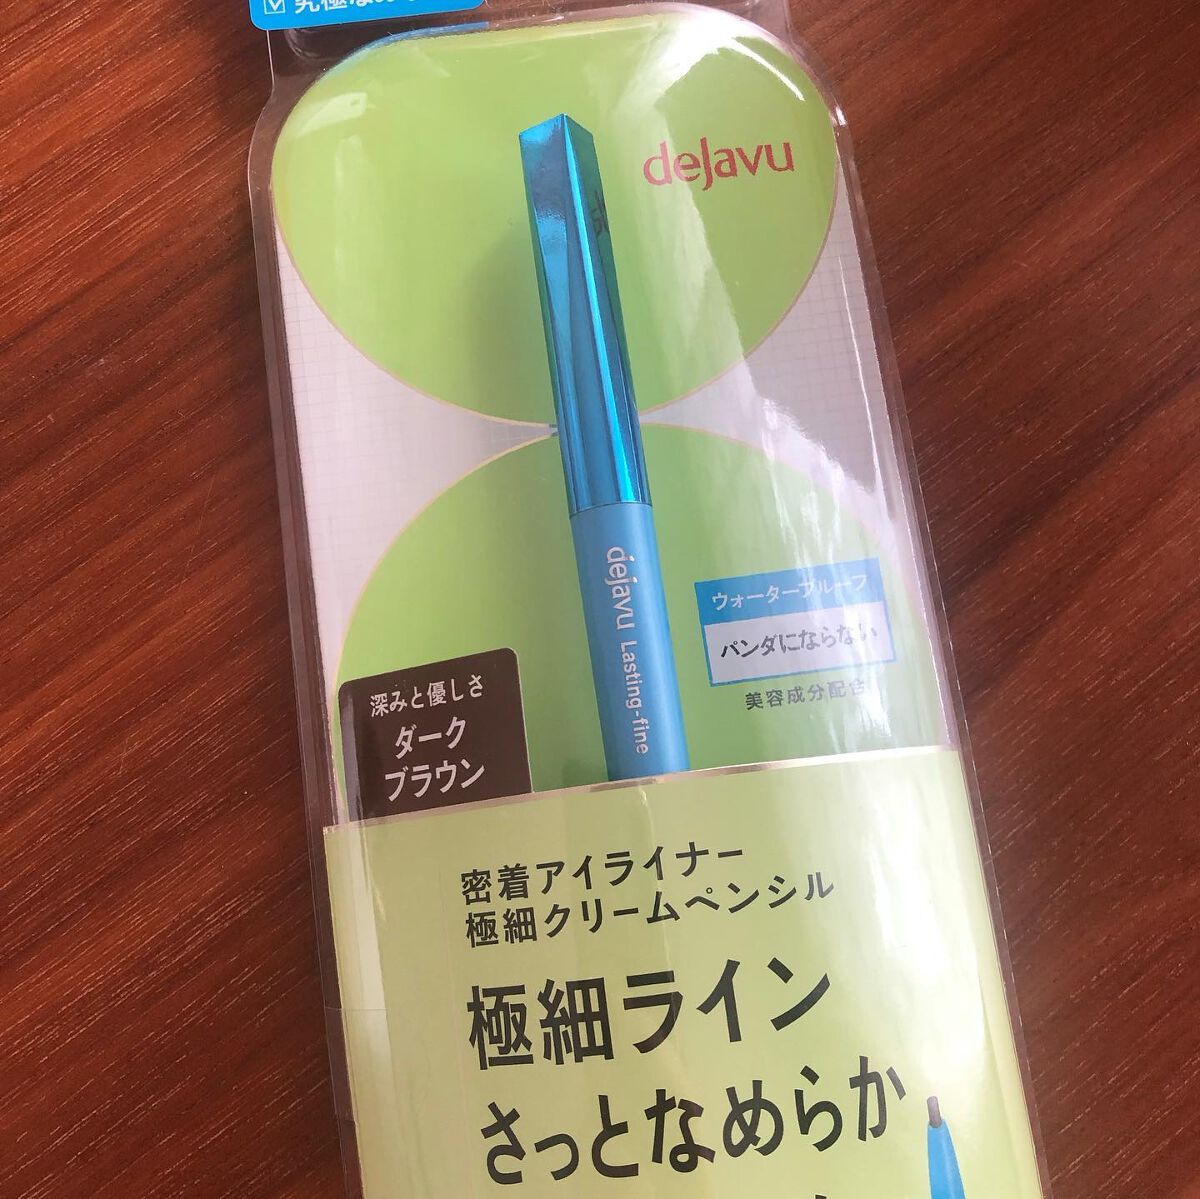 dejavu
dejavu Lasting-fine
ウォータープルーフ
パンダにならない
美容成分配合
深みと優しさ
ダーク
ブラウン
密着アイライナー
極細クリームペンシル
極細ライン
さっとなめらか